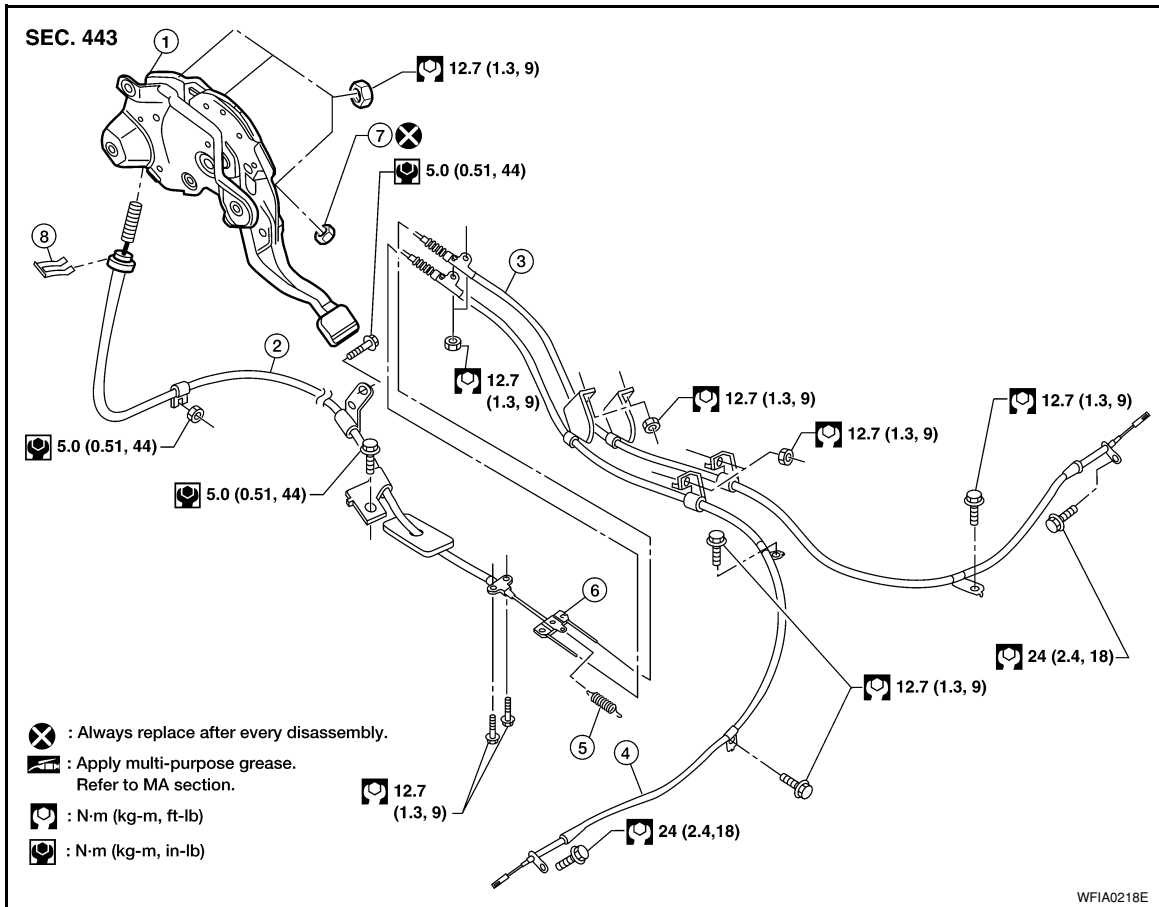 SEC. 443
1
12.7 (1.3, 9)
7
5.0 (0.51, 44)
8
3
2
12.7
(1.3, 9)
12.7 (1.3, 9)
12.7 (1.3, 9)
12.7 (1.3, 9)
5.0 (0.51, 44)
5.0 (0.51, 44)
6
24 (2.4, 18)
12.7 (1.3, 9)
5
4
12.7
(1.3, 9)
24 (2.4,18)
: Always replace after every disassembly.
: Apply multi-purpose grease.
Refer to MA section.
: N·m (kg-m, ft-lb)
: N·m (kg-m, in-lb)
WFIA0218E